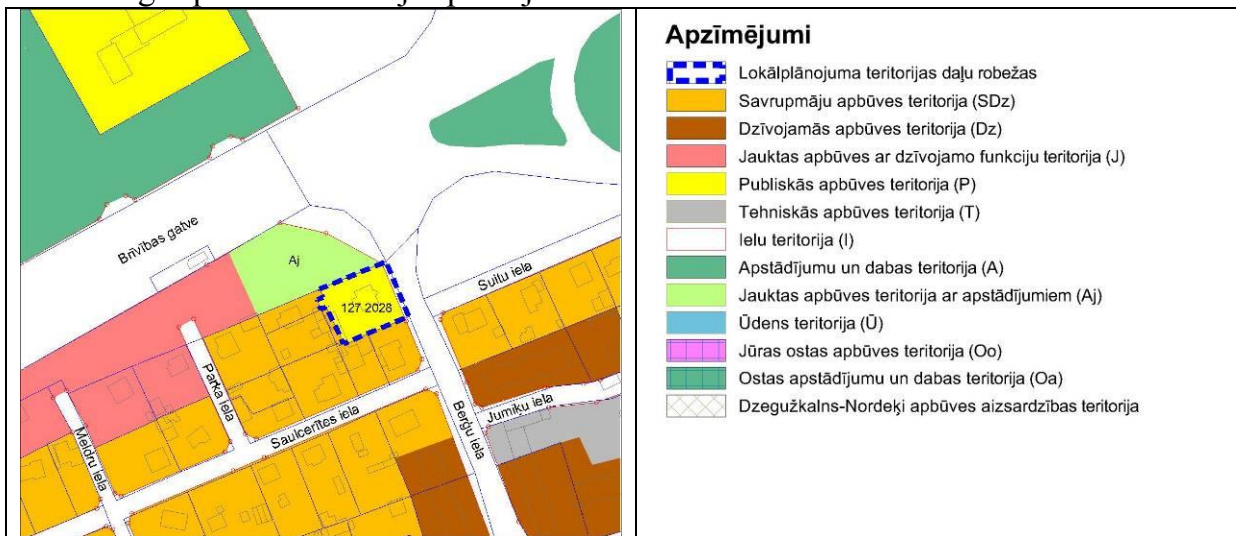 Brīvības gatve
Aj
127 2028
Suitu iela
Parka iela
Meldru iela
Saulcerītes iela
Berģu iela
Jumiķu iela
Apzīmējumi
Lokālplānojuma teritorijas daļu robežas
Savrupmāju apbūves teritorija (SDz)
Dzīvojamās apbūves teritorija (Dz)
Jauktas apbūves ar dzīvojamo funkciju teritorija (J)
Publiskās apbūves teritorija (P)
Tehniskās apbūves teritorija (T)
Ielu teritorija (I)
Apstādījumu un dabas teritorija (A)
Jauktas apbūves teritorija ar apstādījumiem (Aj)
Ūdens teritorija (Ū)
Jūras ostas apbūves teritorija (Oo)
Ostas apstādījumu un dabas teritorija (Oa)
Dzegužkalns-Nordeķi apbūves aizsardzības teritorija